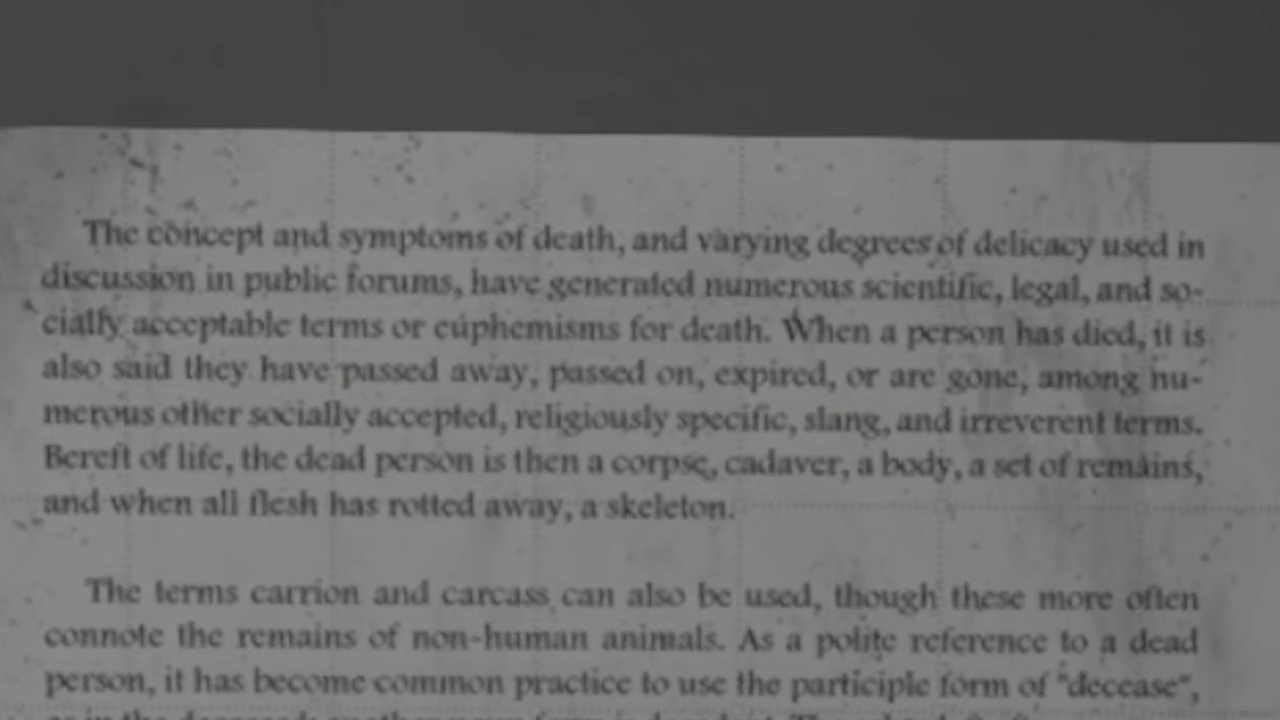 The concept and symptoms of death, and varying degrees of delicacy used in
discussion in public forums, have generated numerous scientific, legal, and so-
cially acceptable terms or euphemisms for death. When a person has died, it is
also said they have passed away, passed on, expired, or are gone, among nu-
merous other socially accepted, religiously specific, slang, and irreverent terms.
Bereft of life, the dead person is then a corpse, cadaver, a body, a set of remains,
and when all flesh has rotted away, a skeleton.
The terms carrion and carcass can also be used, though these more often
connote the remains of non-human animals. As a polite reference to a dead
person, it has become common practice to use the participle form of "decease",